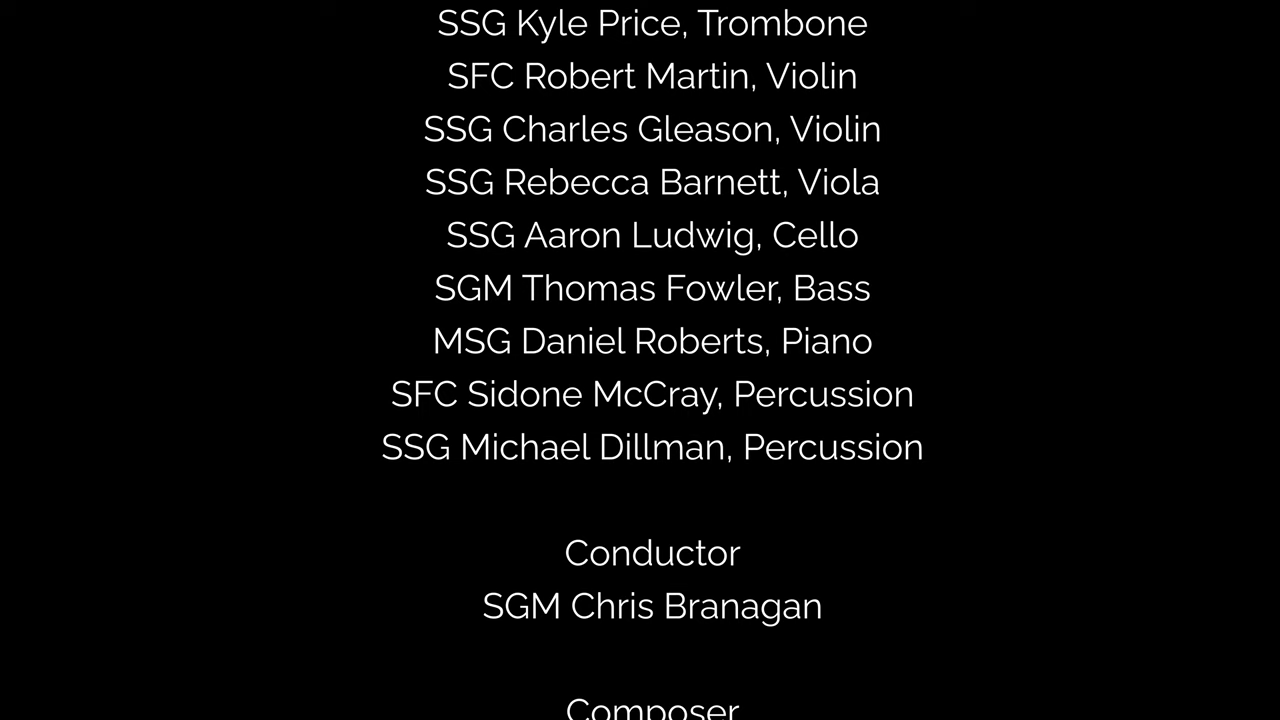 SSG Kyle Price, Trombone
SFC Robert Martin, Violin
SSG Charles Gleason, Violin
SSG Rebecca Barnett, Viola
SSG Aaron Ludwig, Cello
SGM Thomas Fowler, Bass
MSG Daniel Roberts, Piano
SFC Sidone McCray, Percussion
SSG Michael Dillman, Percussion
Conductor
SGM Chris Branagan
Composer